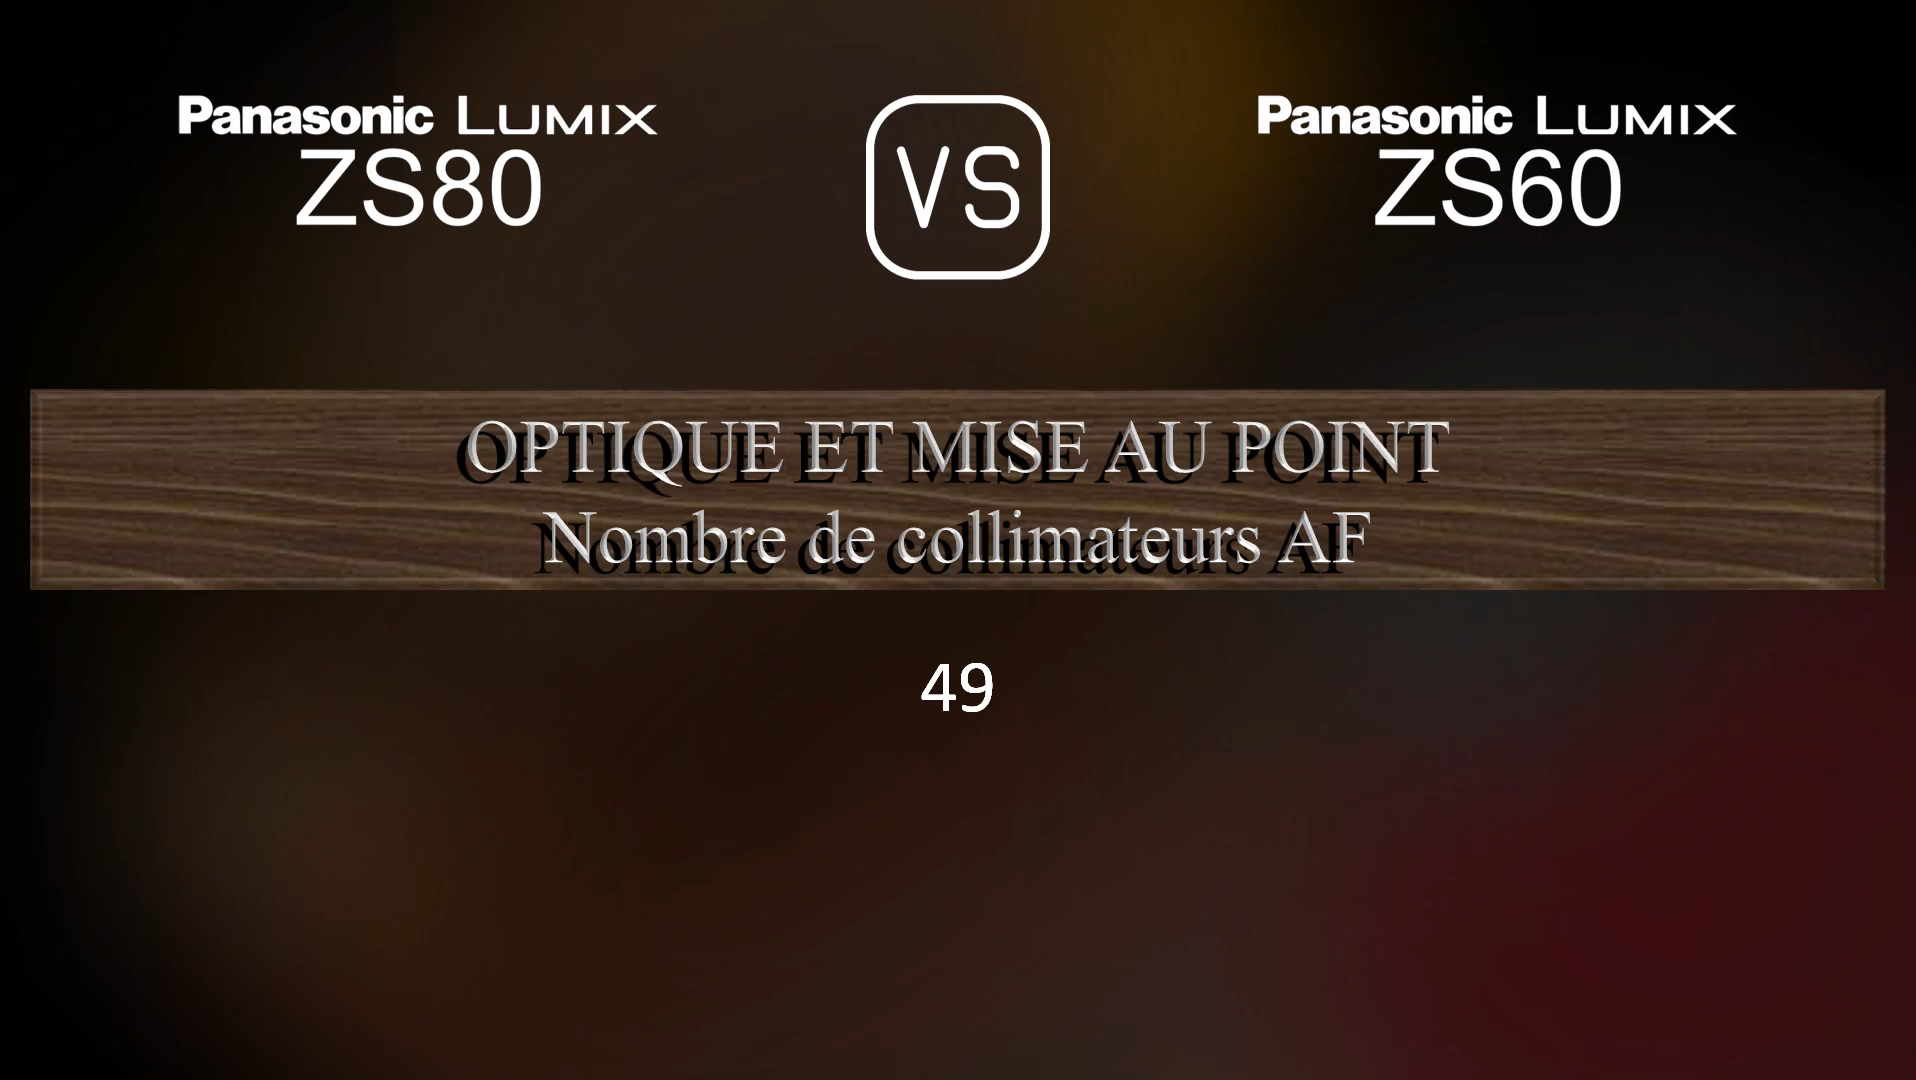 Panasonic LUMIX
ZS80
VS
Panasonic LUMIX
ZS60
OPTIQUE ET MISE AU POINT
Nombre de collimateurs AF
49